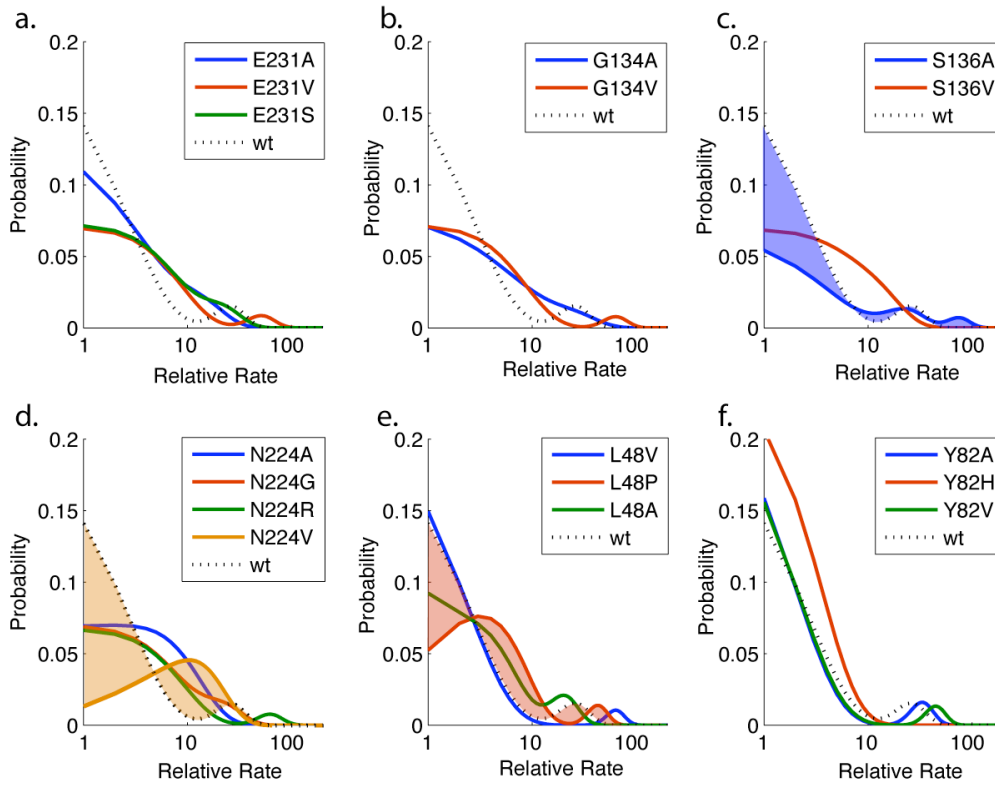 a.
0.2
0.15
0.1
0.05
0
Probability
E231A
E231V
E231S
wt
1
10
100
Relative Rate
b.
0.2
0.15
0.1
0.05
0
Probability
G134A
G134V
wt
1
10
100
Relative Rate
c.
0.2
0.15
0.1
0.05
0
Probability
S136A
S136V
wt
1
10
100
Relative Rate
d.
0.2
0.15
0.1
0.05
0
Probability
N224A
N224G
N224R
N224V
wt
1
10
100
Relative Rate
e.
0.2
0.15
0.1
0.05
0
Probability
L48V
L48P
L48A
wt
1
10
100
Relative Rate
f.
0.2
0.15
0.1
0.05
0
Probability
Y82A
Y82H
Y82V
wt
1
10
100
Relative Rate